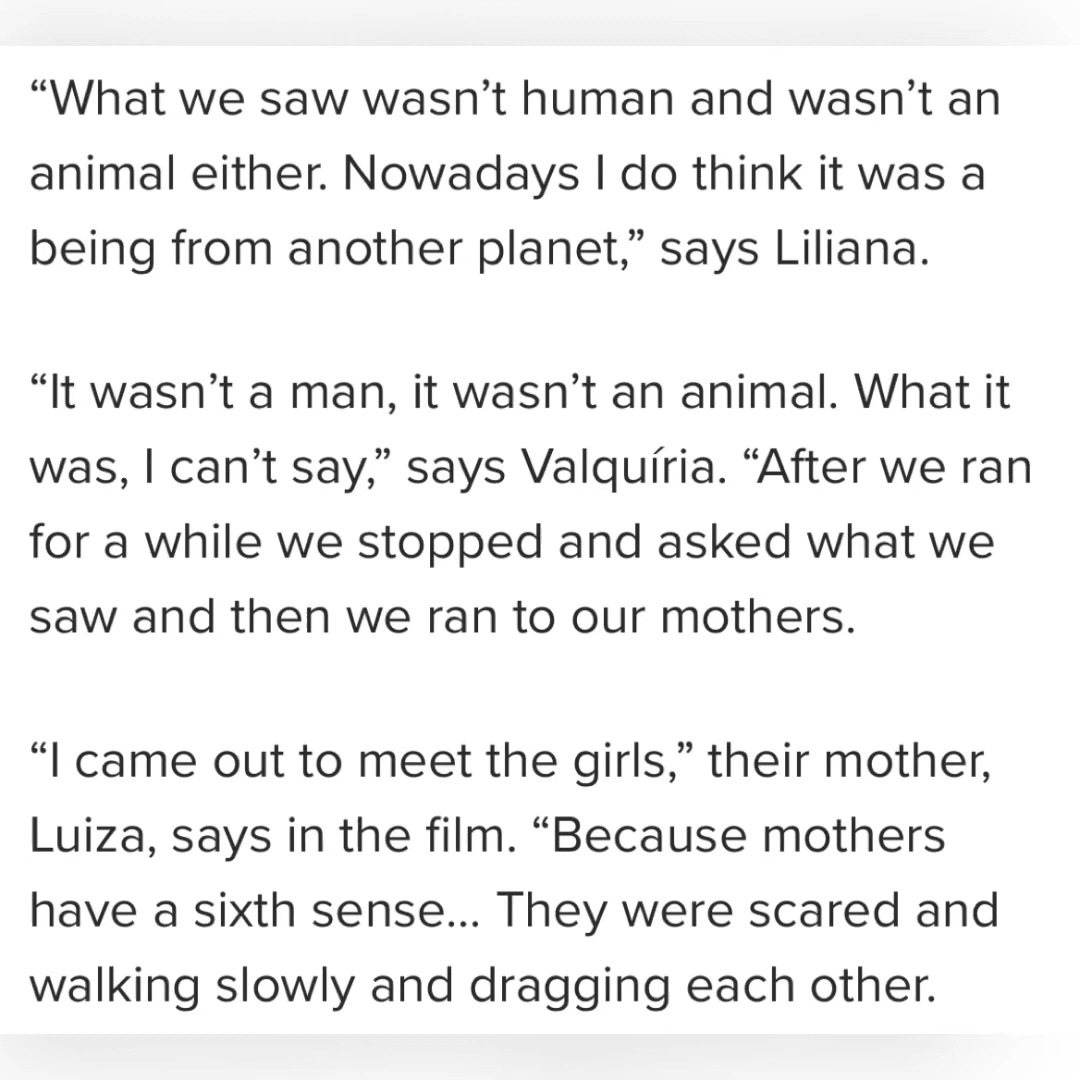 “What we saw wasn’t human and wasn’t an
animal either. Nowadays I do think it was a
being from another planet,” says Liliana.
“It wasn’t a man, it wasn’t an animal. What it
was, I can’t say,” says Valquíria. “After we ran
for a while we stopped and asked what we
saw and then we ran to our mothers.
“I came out to meet the girls,” their mother,
Luiza, says in the film. “Because mothers
have a sixth sense... They were scared and
walking slowly and dragging each other.